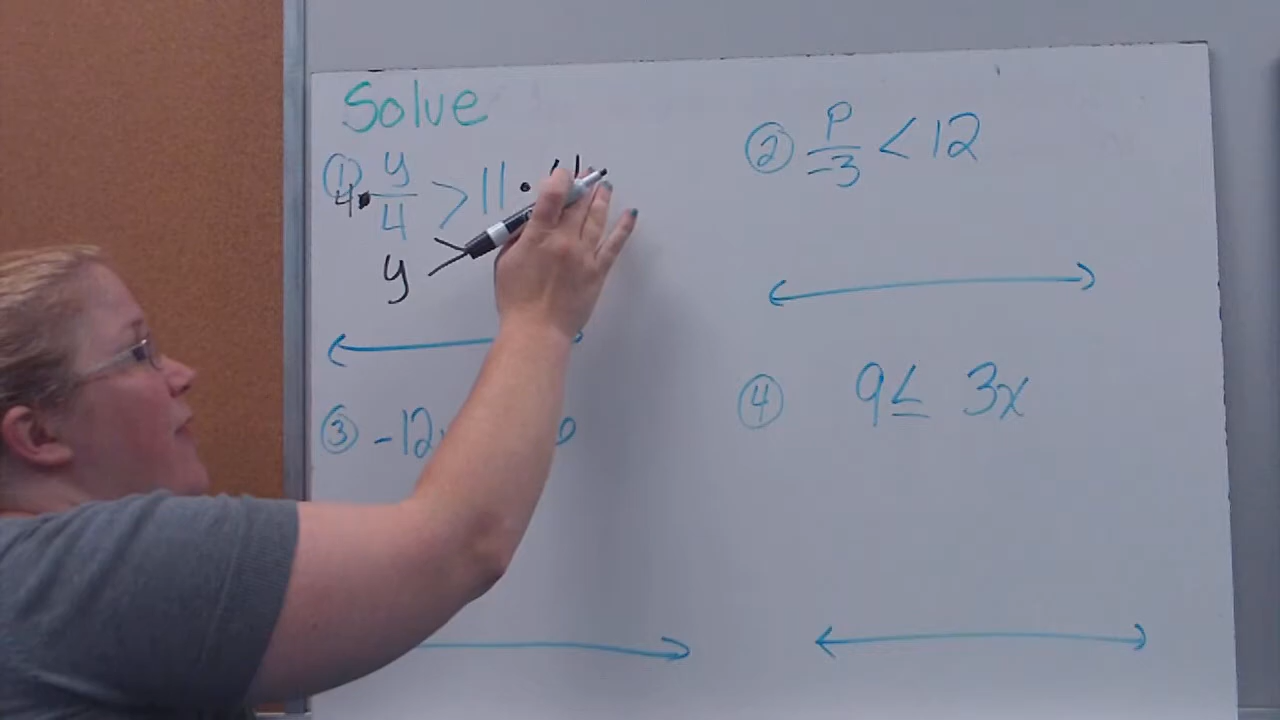 Solve
① 4 · y/4 > 11 · 4
y >
② p/-3 < 12
③ -12
④ 9 ≤ 3x